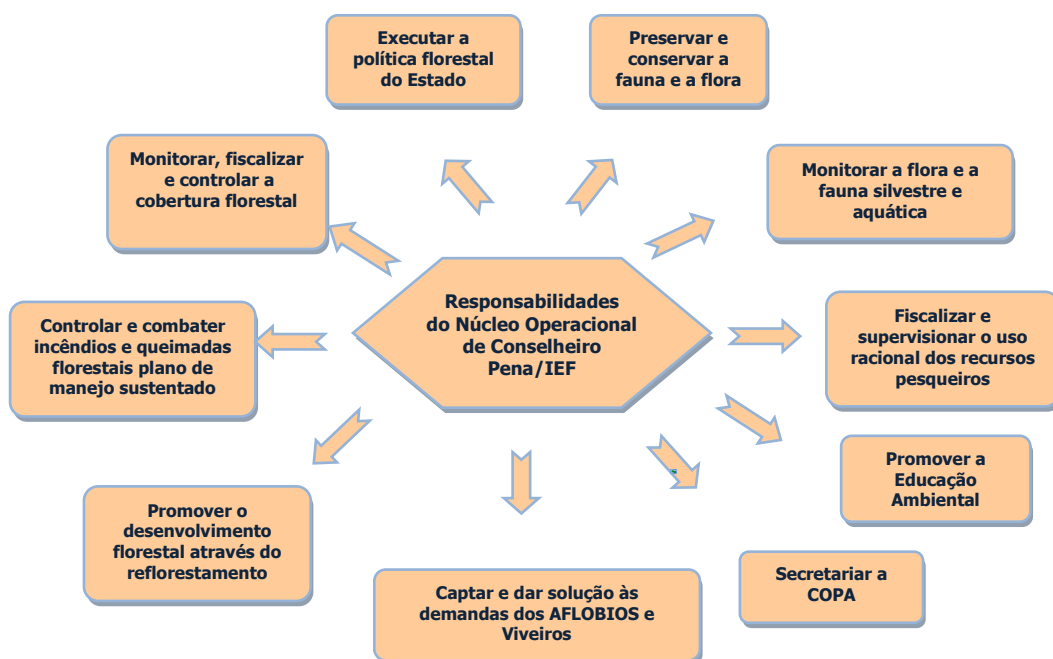 Executar a
política florestal
do Estado
Preservar e
conservar a
fauna e a flora
Monitorar, fiscalizar
e controlar a
cobertura florestal
Monitorar a flora e a
fauna silvestre e
aquática
Responsabilidades
do Núcleo Operacional
de Conselheiro
Pena/IEF
Controlar e combater
incêndios e queimadas
florestais plano de
manejo sustentado
Fiscalizar e
supervisionar o uso
racional dos recursos
pesqueiros
Promover a
Educação
Ambiental
Promover o
desenvolvimento
florestal através do
reflorestamento
Captar e dar solução às
demandas dos AFLOBIOS e
Viveiros
Secretariar a
COPA